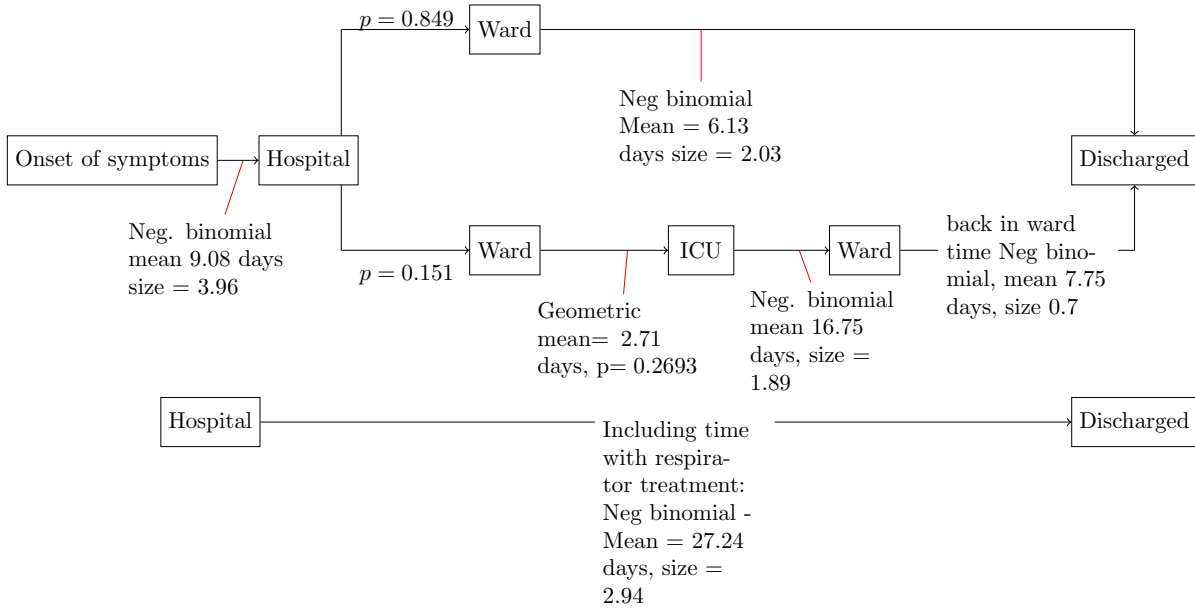 p = 0.849
Ward
Neg binomial
Mean = 6.13
days size = 2.03
Onset of symptoms
Hospital
Discharged
Neg. binomial
mean 9.08 days
size = 3.96
p = 0.151
Ward
ICU
Ward
back in ward
time Neg bino-
mial, mean 7.75
days, size 0.7
Geometric
mean= 2.71
days, p= 0.2693
Neg. binomial
mean 16.75
days, size =
1.89
Hospital
Including time
with respira-
tor treatment:
Neg binomial -
Mean = 27.24
days, size =
2.94
Discharged